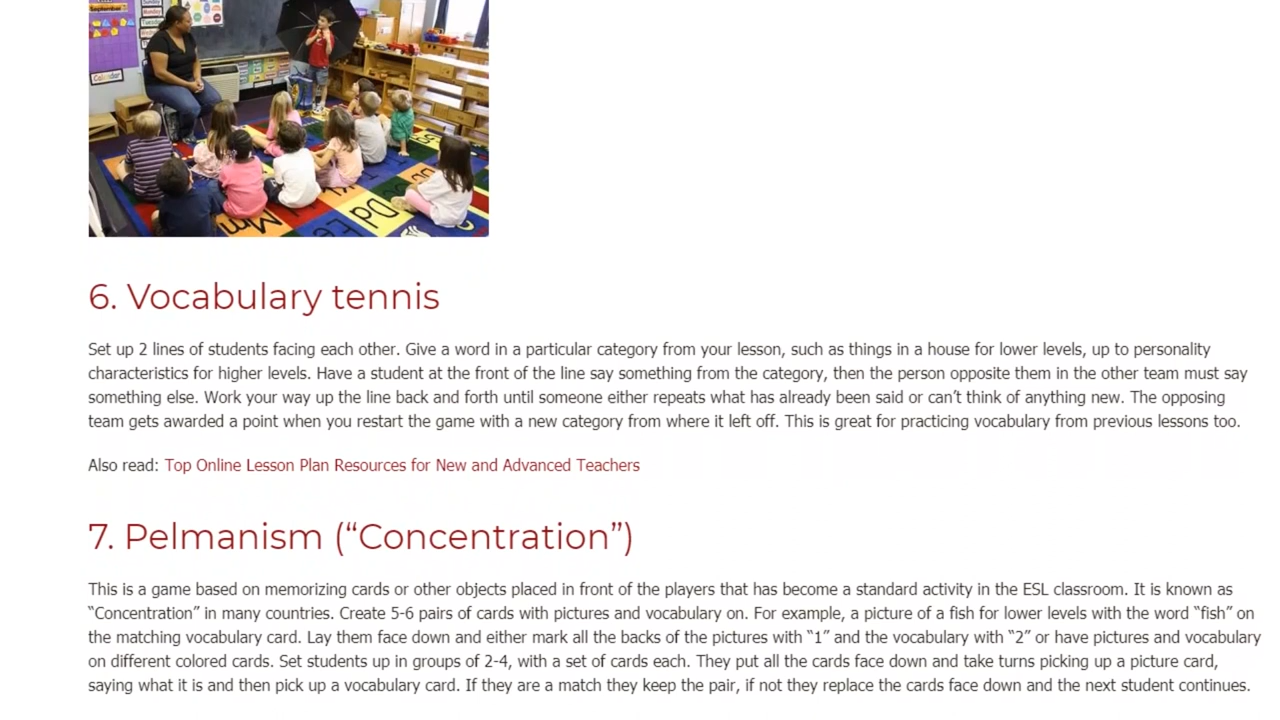 September
Sunday
Monday
Tuesday
Calendar
Mm
Ee
Dd
6. Vocabulary tennis
Set up 2 lines of students facing each other. Give a word in a particular category from your lesson, such as things in a house for lower levels, up to personality
characteristics for higher levels. Have a student at the front of the line say something from the category, then the person opposite them in the other team must say
something else. Work your way up the line back and forth until someone either repeats what has already been said or can’t think of anything new. The opposing
team gets awarded a point when you restart the game with a new category from where it left off. This is great for practicing vocabulary from previous lessons too.
Also read: Top Online Lesson Plan Resources for New and Advanced Teachers
7. Pelmanism (“Concentration”)
This is a game based on memorizing cards or other objects placed in front of the players that has become a standard activity in the ESL classroom. It is known as
“Concentration” in many countries. Create 5-6 pairs of cards with pictures and vocabulary on. For example, a picture of a fish for lower levels with the word “fish” on
the matching vocabulary card. Lay them face down and either mark all the backs of the pictures with “1” and the vocabulary with “2” or have pictures and vocabulary
on different colored cards. Set students up in groups of 2-4, with a set of cards each. They put all the cards face down and take turns picking up a picture card,
saying what it is and then pick up a vocabulary card. If they are a match they keep the pair, if not they replace the cards face down and the next student continues.